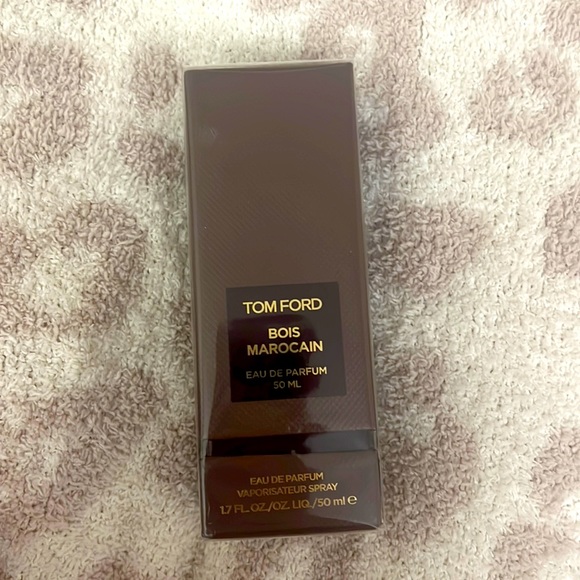 TOM FORD
BOIS
MAROCAIN
EAU DE PARFUM
50 ML
EAU DE PARFUM
VAPORISATEUR SPRAY
1.7 FL. OZ./OZ. LIQ./50 ml ℮